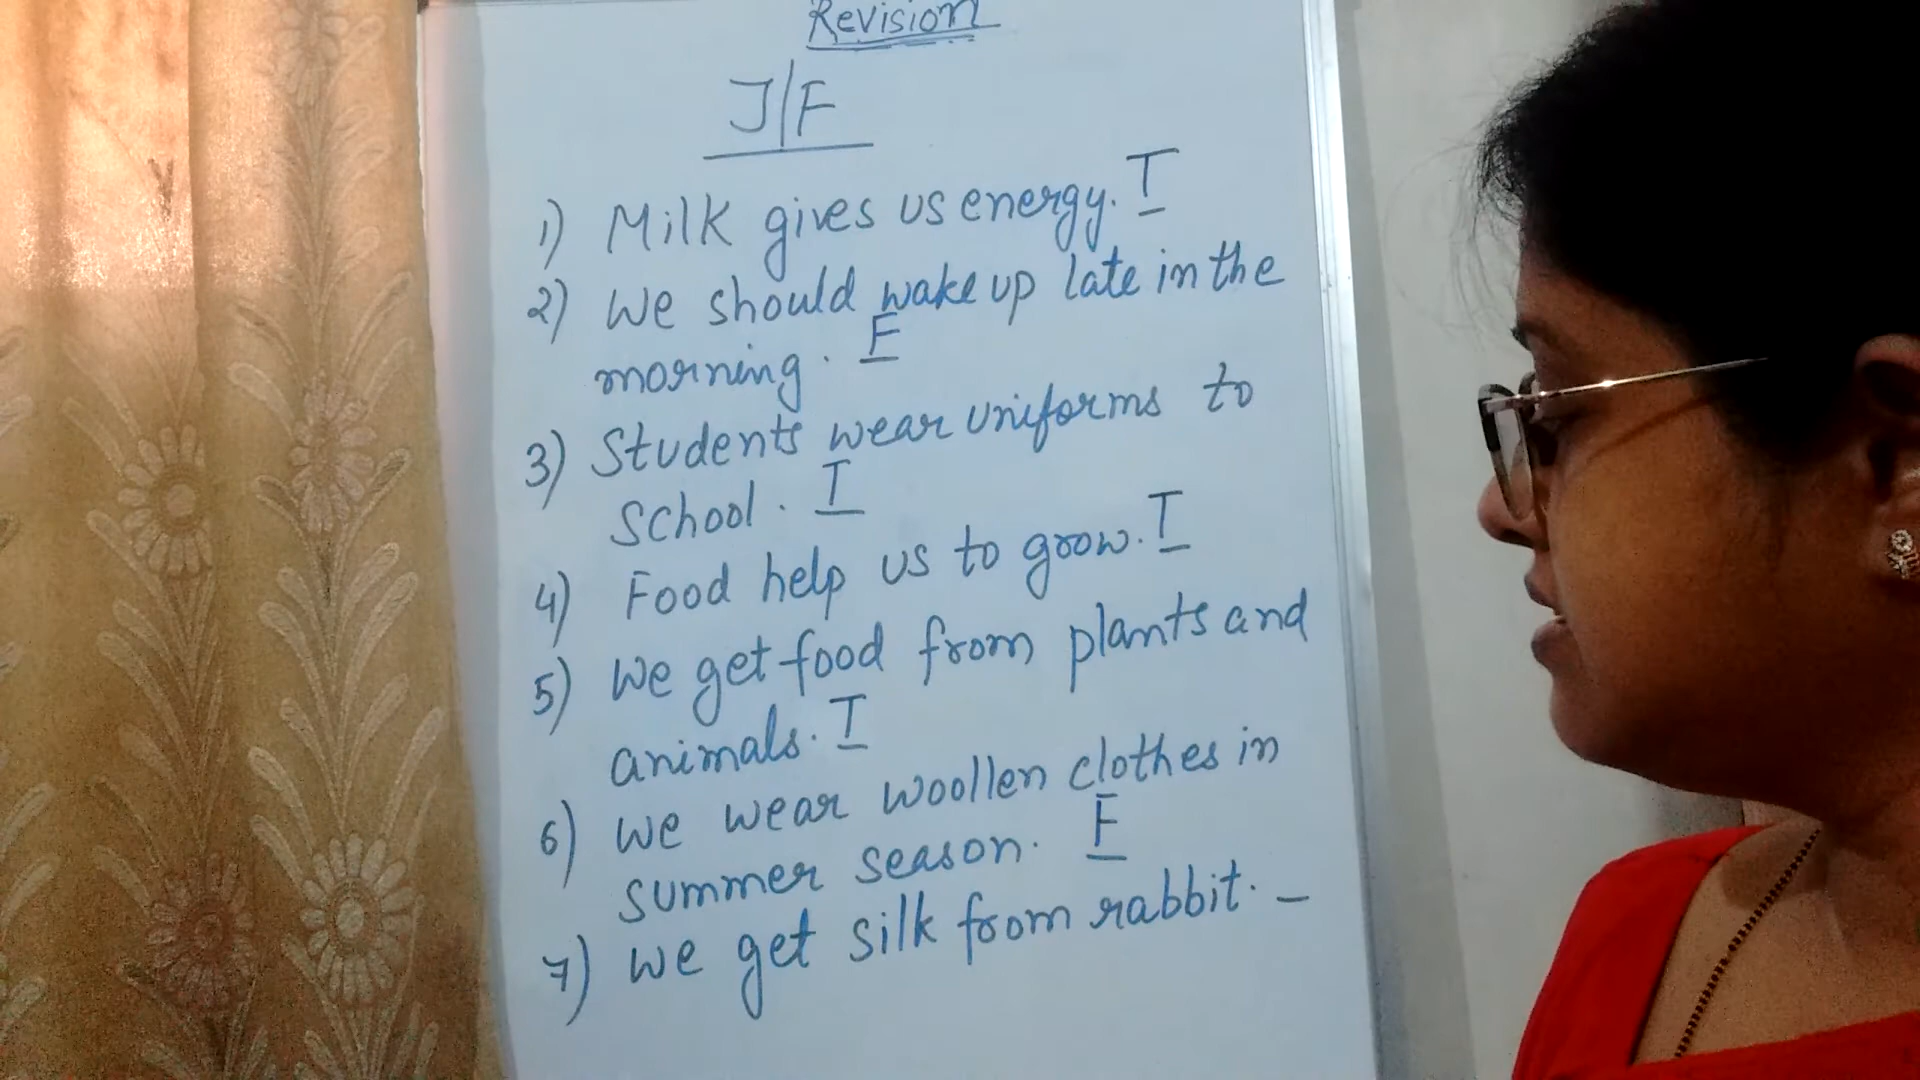 Revision
T/F
1) Milk gives us energy. T
2) We should wake up late in the
morning. F
3) Students wear uniforms to
School. T
4) Food help us to grow. T
5) We get food from plants and
animals. T
6) We wear woollen clothes in
summer season. F
7) We get silk from rabbit. _